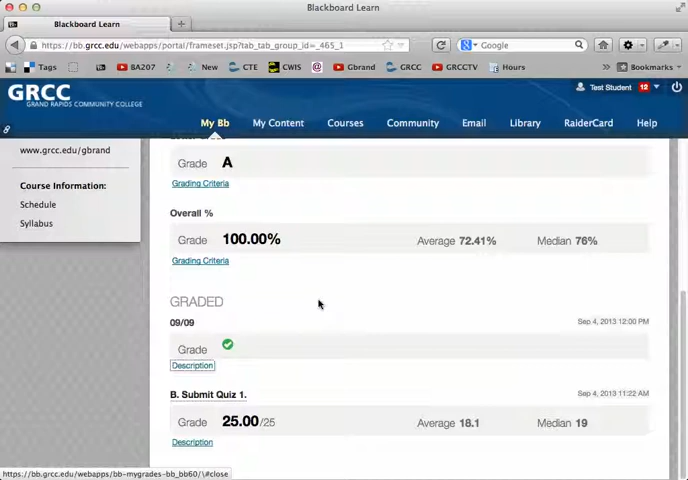 Blackboard Learn
Bb Blackboard Learn +
https://bb.grcc.edu/webapps/portal/frameset.jsp?tab_tab_group_id=_465_1
Google
Tags BA207 New CTE CWIS Gbrand GRCC GRCCTV Hours >> Bookmarks
GRCC
GRAND RAPIDS COMMUNITY COLLEGE
Test Student 12
My Bb My Content Courses Community Email Library RaiderCard Help
www.grcc.edu/gbrand
Course Information:
Schedule
Syllabus
Grade A
Grading Criteria
Overall %
Grade 100.00% Average 72.41% Median 76%
Grading Criteria
GRADED
09/09 Sep 4, 2013 12:00 PM
Grade
Description
B. Submit Quiz 1. Sep 4, 2013 11:22 AM
Grade 25.00/25 Average 18.1 Median 19
Description
https://bb.grcc.edu/webapps/bb-mygrades-bb_bb60/\#close